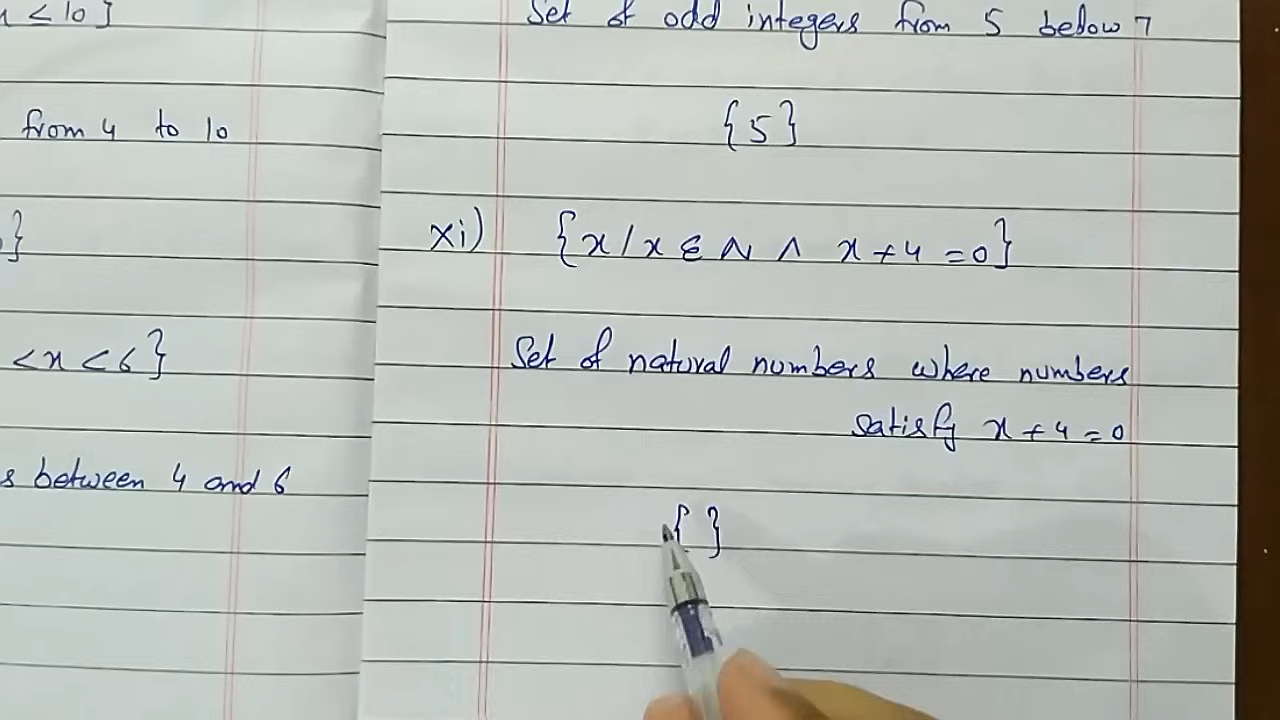 x < 10 }
from 4 to 10
}
< x < 6 }
s between 4 and 6
Set of odd integers from 5 below 7
{ 5 }
xi) { x / x ∈ N ∧ x + 4 = 0 }
Set of natural numbers where numbers
satisfy x + 4 = 0
{ }